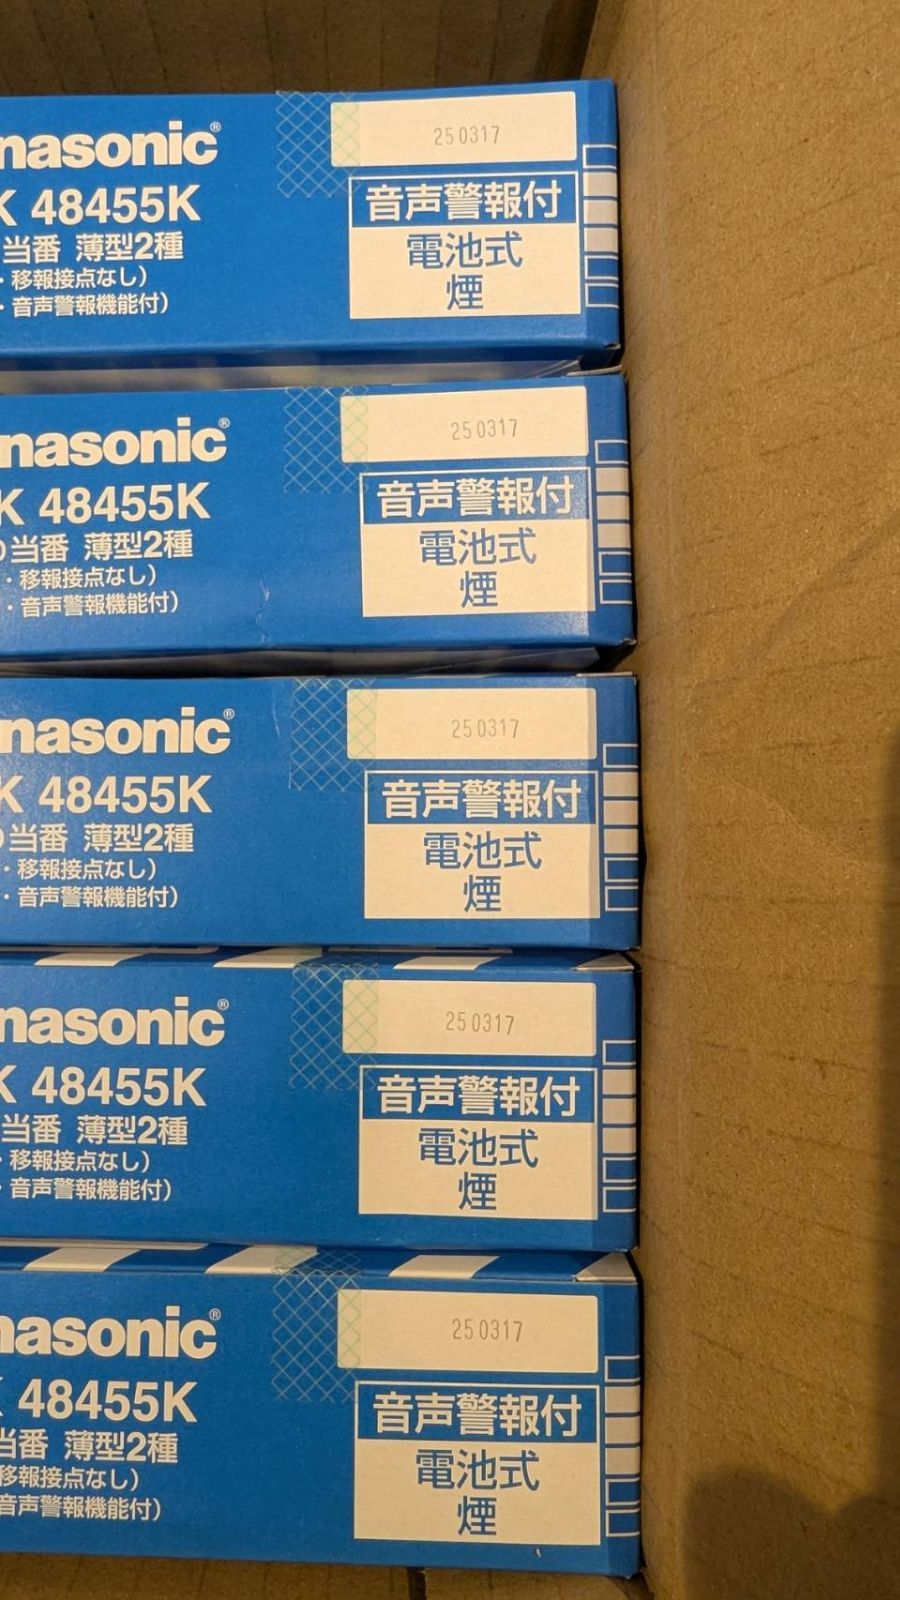 nasonic®
250317
K 48455K
音声警報付
当番 薄型2種
電池式
・移報接点なし）
煙
・音声警報機能付）
nasonic®
250317
K 48455K
音声警報付
の当番 薄型2種
電池式
・移報接点なし）
煙
・音声警報機能付）
nasonic®
250317
K 48455K
音声警報付
の当番 薄型2種
電池式
・移報接点なし）
煙
・音声警報機能付）
nasonic®
250317
K 48455K
音声警報付
当番 薄型2種
電池式
・移報接点なし）
煙
・音声警報機能付）
nasonic®
250317
48455K
音声警報付
当番 薄型2種
電池式
移報接点なし）
煙
音声警報機能付）